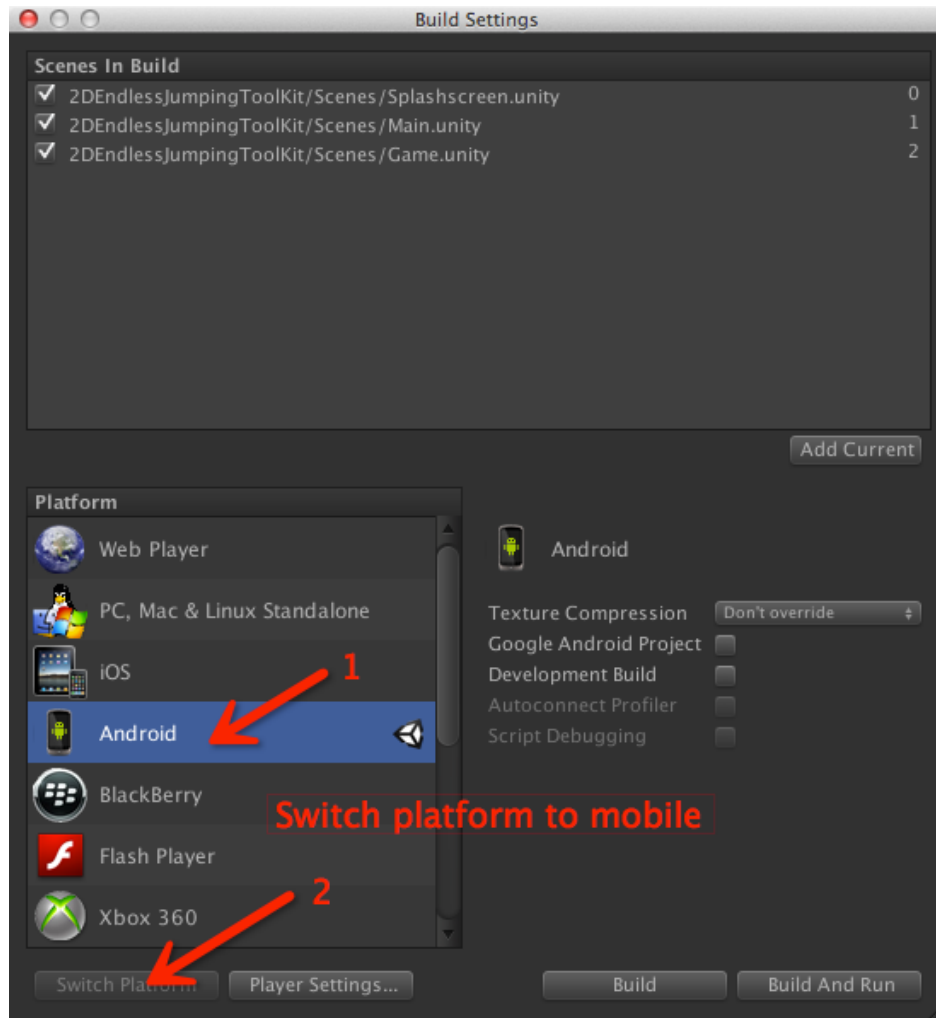 Build Settings
Scenes In Build
2DEndlessJumpingToolKit/Scenes/Splashscreen.unity 0
2DEndlessJumpingToolKit/Scenes/Main.unity 1
2DEndlessJumpingToolKit/Scenes/Game.unity 2
Add Current
Platform
Web Player
PC, Mac & Linux Standalone
iOS
1
Android
BlackBerry
Flash Player
Xbox 360
2
Android
Texture Compression Don't override
Google Android Project
Development Build
Autoconnect Profiler
Script Debugging
Switch platform to mobile
Switch Platform Player Settings... Build Build And Run